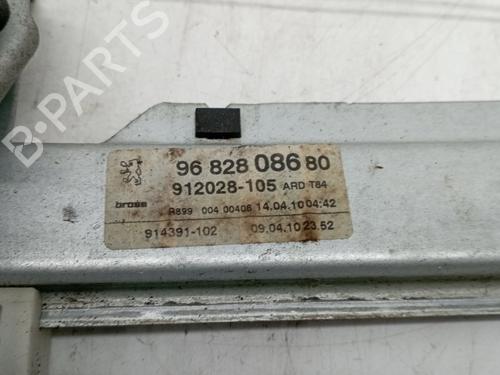 B-PARTS
96 828 086 80
912028-105 ARD T84
brose R899 004 00406 14.04.10 04:42
914391-102 09.04.10 23.52